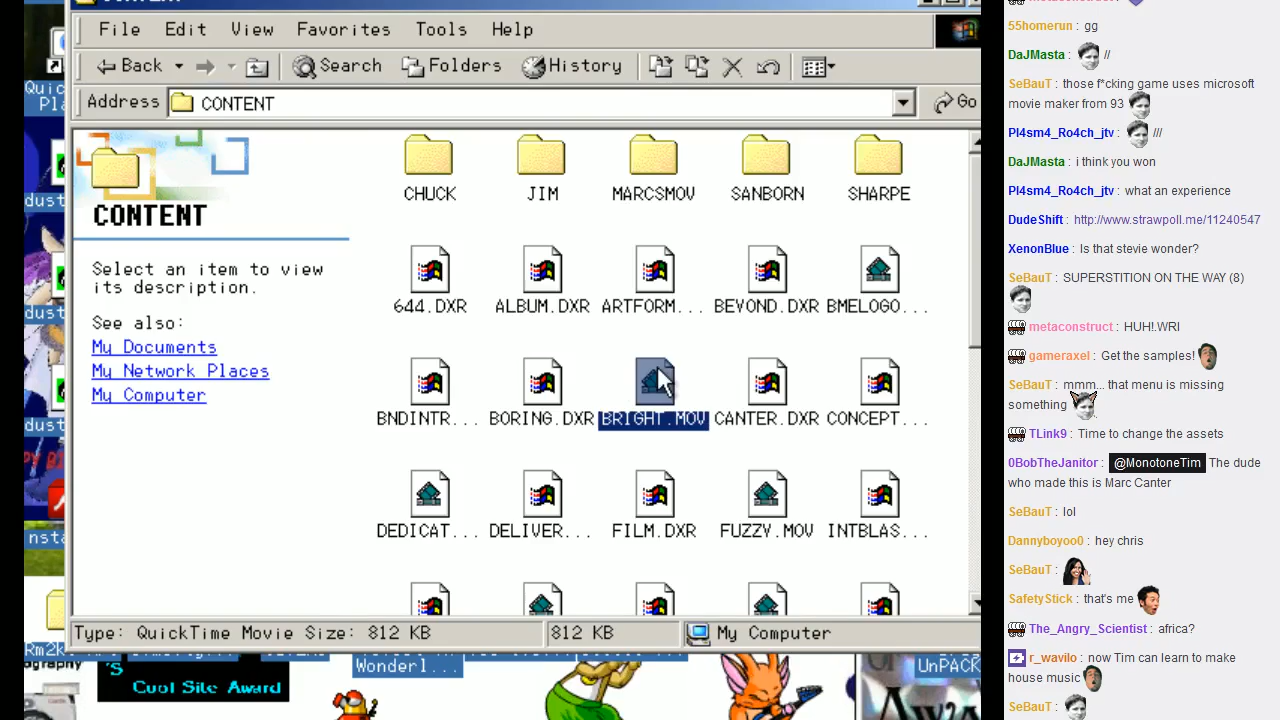 File Edit View Favorites Tools Help
Back Search Folders History
Address CONTENT Go
CHUCK JIM MARCSMOV SANBORN SHARPE
CONTENT
Select an item to view
its description.
See also:
My Documents
My Network Places
My Computer
644.DXR ALBUM.DXR ARTFORM... BEYOND.DXR BMELOGO...
BNDINTR... BORING.DXR BRIGHT.MOV CANTER.DXR CONCEPT...
DEDICAT... DELIVER... FILM.DXR FUZZY.MOV INTBLAS...
Type: QuickTime Movie Size: 812 KB 812 KB My Computer
Quic
Pl
dust
dust
dust
nsta
Rm2k
ography
'S
Cool Site Award
Wonderl...
UnPACK
55homerun : gg
DaJMasta : //
SeBauT : those f*cking game uses microsoft
movie maker from 93
Pl4sm4_Ro4ch_jtv : ///
DaJMasta : i think you won
Pl4sm4_Ro4ch_jtv : what an experience
DudeShift : http://www.strawpoll.me/11240547
XenonBlue : Is that stevie wonder?
SeBauT : SUPERSTITION ON THE WAY (8)
metaconstruct : HUH!.WRI
gameraxel : Get the samples!
SeBauT : mmm... that menu is missing
something
TLink9 : Time to change the assets
0BobTheJanitor : @MonotoneTim The dude
who made this is Marc Canter
SeBauT : lol
Dannyboyoo0 : hey chris
SeBauT :
SafetyStick : that's me
The_Angry_Scientist : africa?
r_wavilo : now Tim can learn to make
house music
SeBauT :